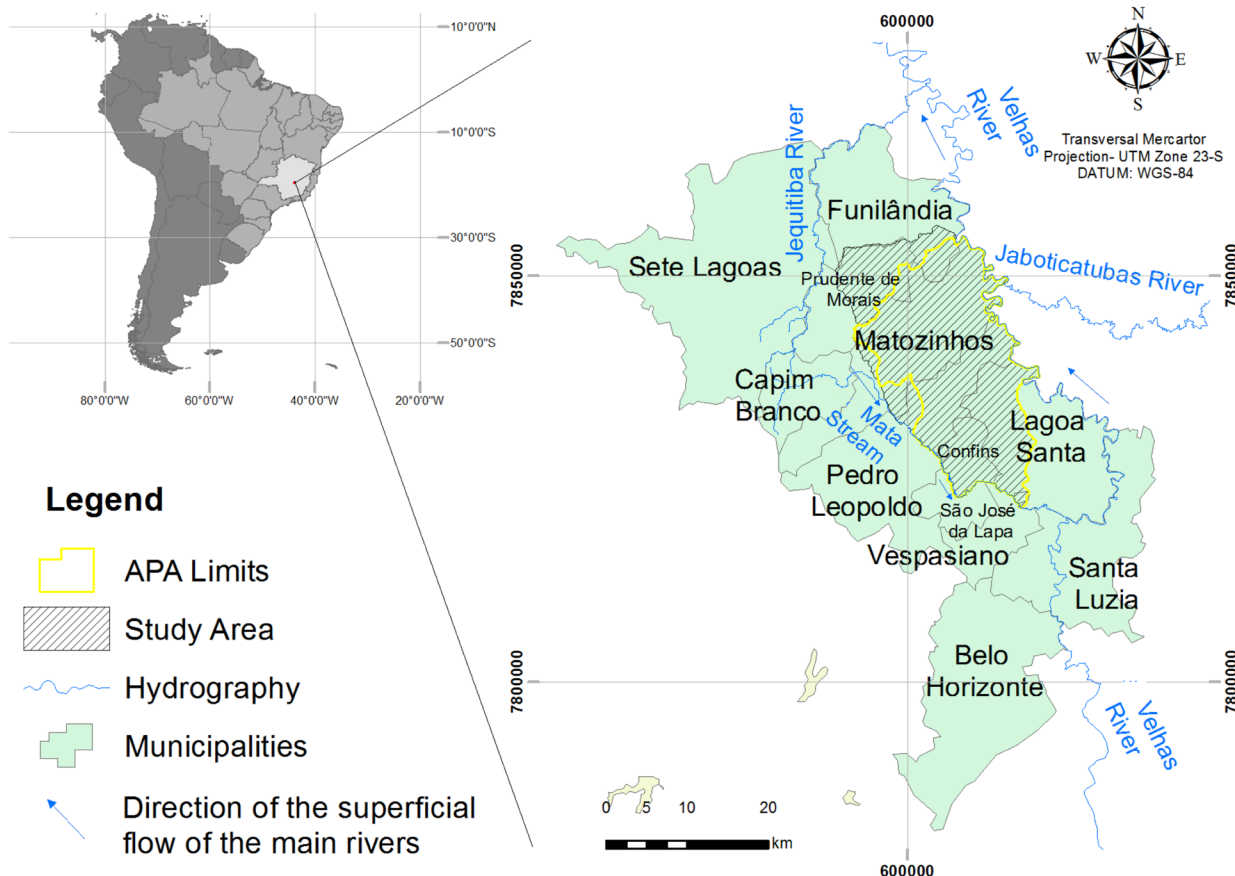 10°0'0"N
0°0'0"
10°0'0"S
30°0'0"S
50°0'0"S
80°0'0"W
60°0'0"W
40°0'0"W
20°0'0"W
Legend
APA Limits
Study Area
Hydrography
Municipalities
Direction of the superficial
flow of the main rivers
600000
N
W
E
S
Transversal Mercartor
Projection- UTM Zone 23-S
DATUM: WGS-84
Velhas
River
Jequitiba River
Funilândia
Sete Lagoas
Jaboticatubas River
7850000
7850000
Prudente de
Morais
Matozinhos
Capim
Branco
Mata
Stream
Lagoa
Santa
Confins
Pedro
Leopoldo
São José
da Lapa
Vespasiano
Santa
Luzia
Belo
Horizonte
7800000
7800000
Velhas
River
0 5 10 20
km
600000